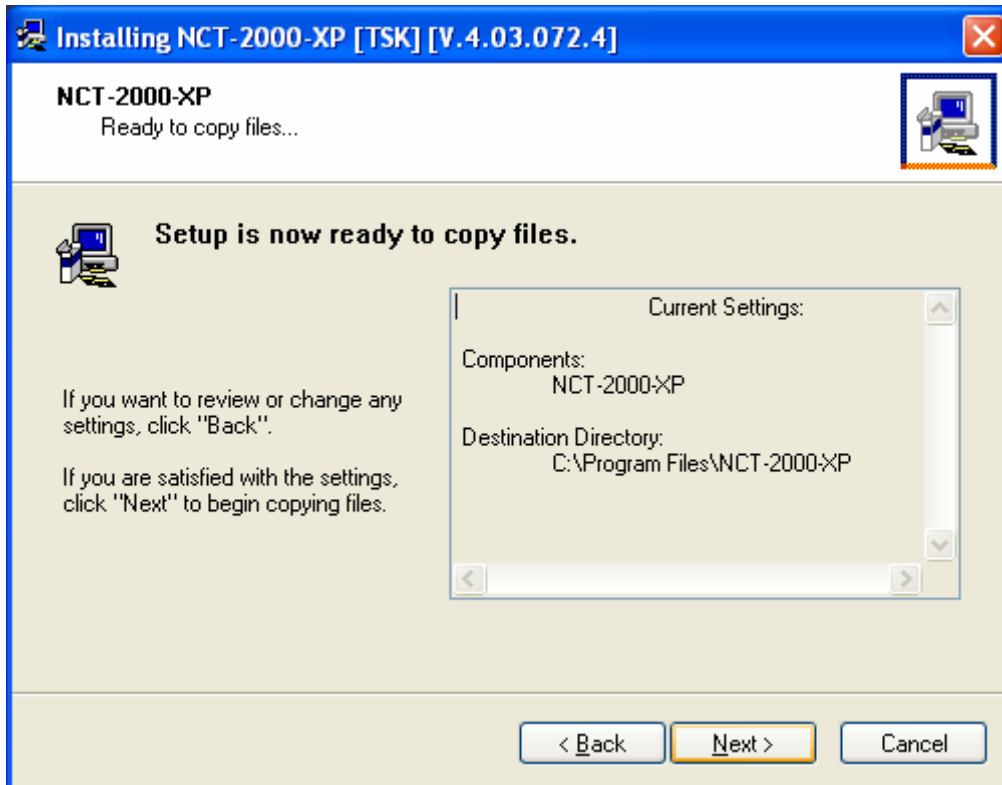 Installing NCT-2000-XP [TSK] [V.4.03.072.4]
NCT-2000-XP
Ready to copy files...
Setup is now ready to copy files.
If you want to review or change any
settings, click "Back".
If you are satisfied with the settings,
click "Next" to begin copying files.
Current Settings:
Components:
NCT-2000-XP
Destination Directory:
C:\Program Files\NCT-2000-XP
< Back
Next >
Cancel